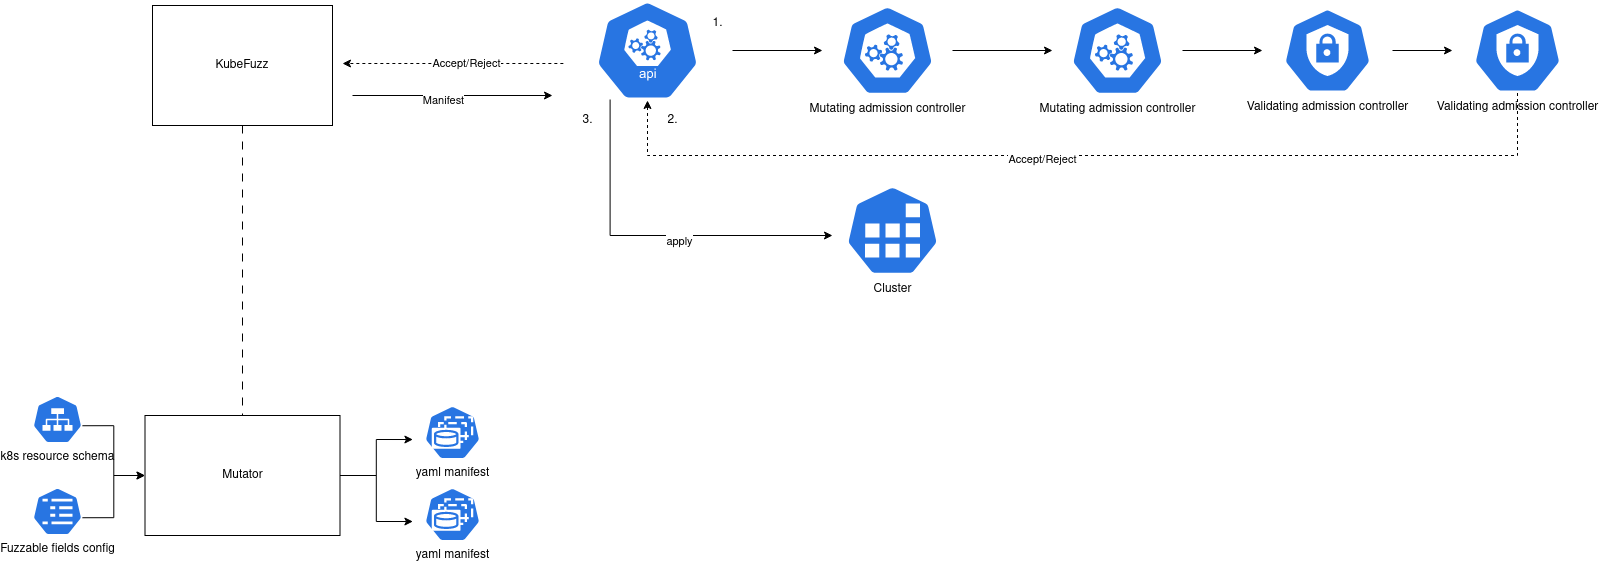 KubeFuzz
Accept/Reject
Manifest
api
1.
Mutating admission controller
Mutating admission controller
Validating admission controller
Validating admission controller
3.
2.
Accept/Reject
apply
Cluster
k8s resource schema
Fuzzable fields config
Mutator
yaml manifest
yaml manifest